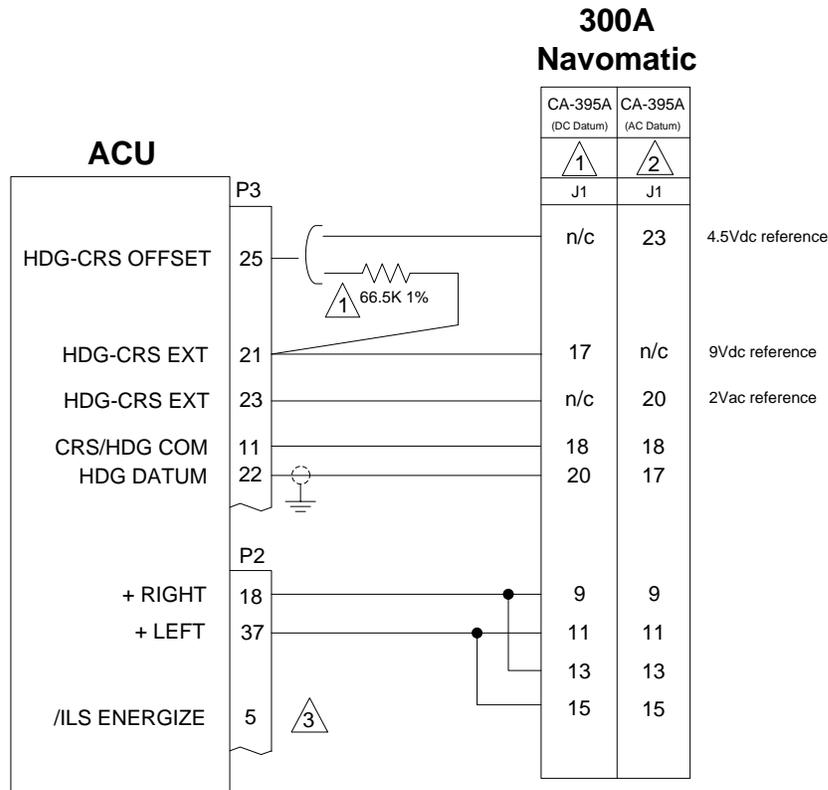 300A
Navomatic
CA-395A CA-395A
(DC Datum) (AC Datum)
1 2
J1 J1
ACU
P3
HDG-CRS OFFSET 25 n/c 23 4.5Vdc reference
1 66.5K 1%
HDG-CRS EXT 21 17 n/c 9Vdc reference
HDG-CRS EXT 23 n/c 20 2Vac reference
CRS/HDG COM 11 18 18
HDG DATUM 22 20 17
P2
+ RIGHT 18 9 9
+ LEFT 37 11 11
13 13
15 15
/ILS ENERGIZE 5 3